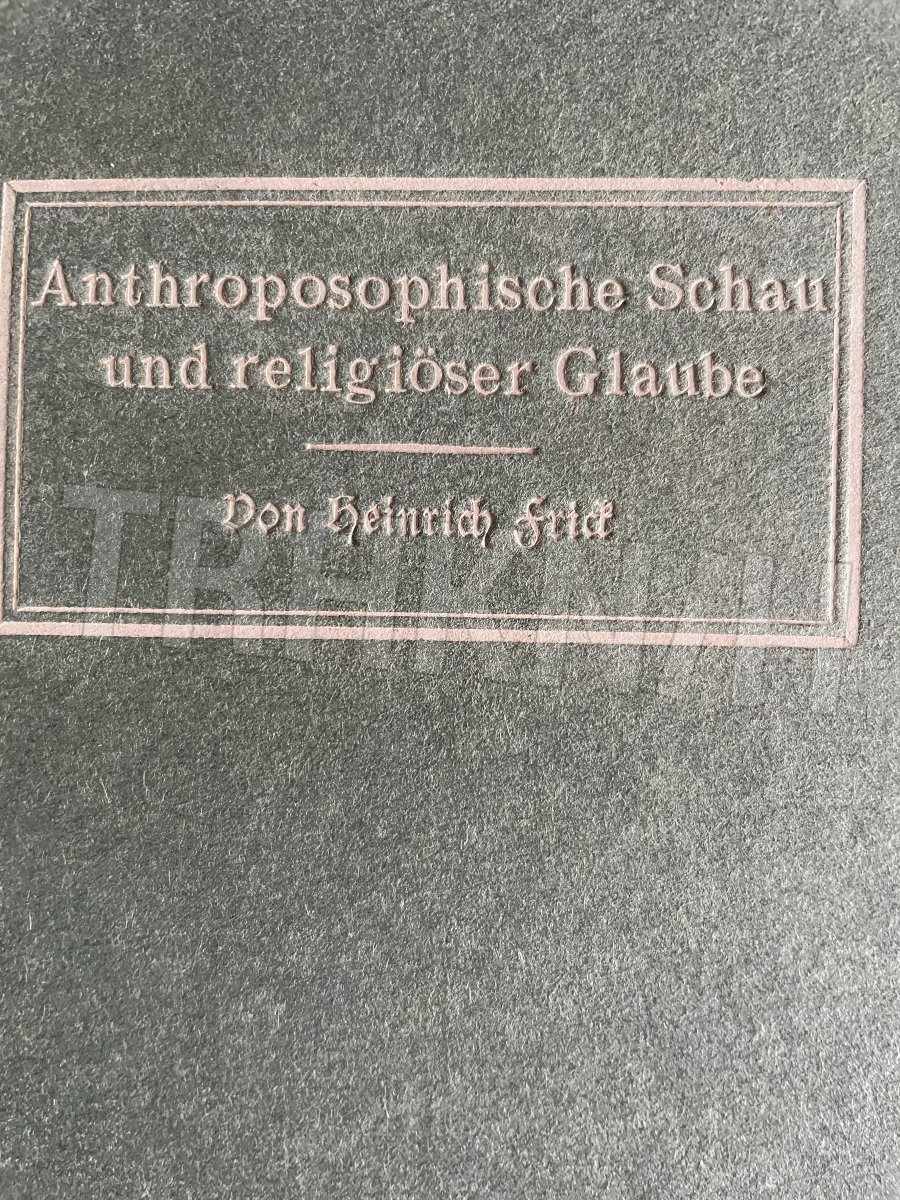 Anthroposophische Schau
und religiöser Glaube
Von Heinrich Frick